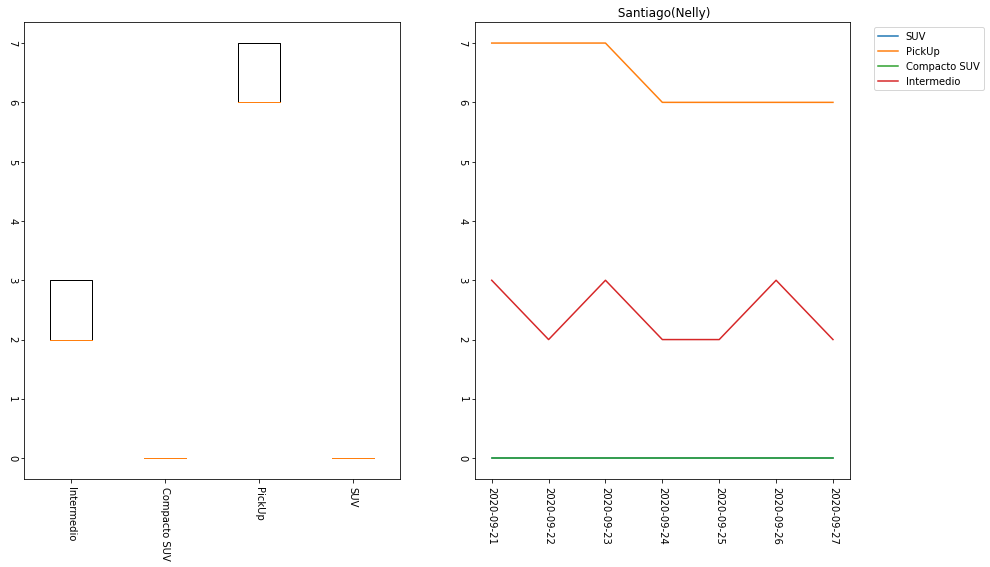 Santiago(Nelly)
7
6
5
4
3
2
1
0
Intermedio
Compacto SUV
PickUp
SUV
7
6
5
4
3
2
1
0
2020-09-21
2020-09-22
2020-09-23
2020-09-24
2020-09-25
2020-09-26
2020-09-27
SUV
PickUp
Compacto SUV
Intermedio